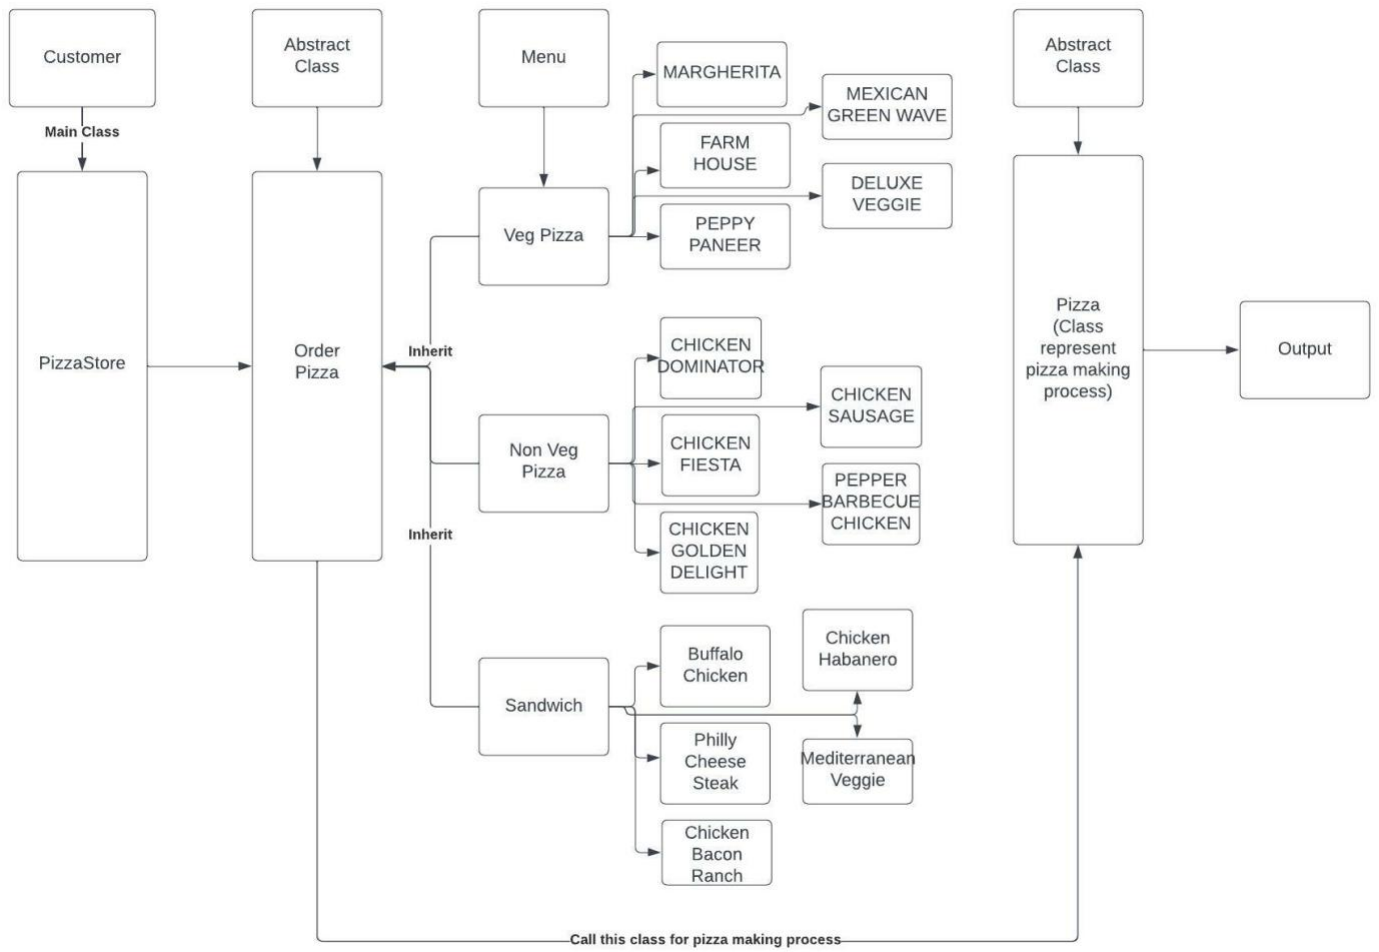 Customer
Abstract
Class
Menu
Abstract
Class
Main Class
MARGHERITA
MEXICAN
GREEN WAVE
FARM
HOUSE
DELUXE
VEGGIE
PEPPY
PANEER
Veg Pizza
PizzaStore
Order
Pizza
Inherit
CHICKEN
DOMINATOR
CHICKEN
SAUSAGE
CHICKEN
FIESTA
Non Veg
Pizza
PEPPER
BARBECUE
CHICKEN
CHICKEN
GOLDEN
DELIGHT
Inherit
Pizza
(Class
represent
pizza making
process)
Output
Buffalo
Chicken
Chicken
Habanero
Sandwich
Philly
Cheese
Steak
Mediterranean
Veggie
Chicken
Bacon
Ranch
Call this class for pizza making process